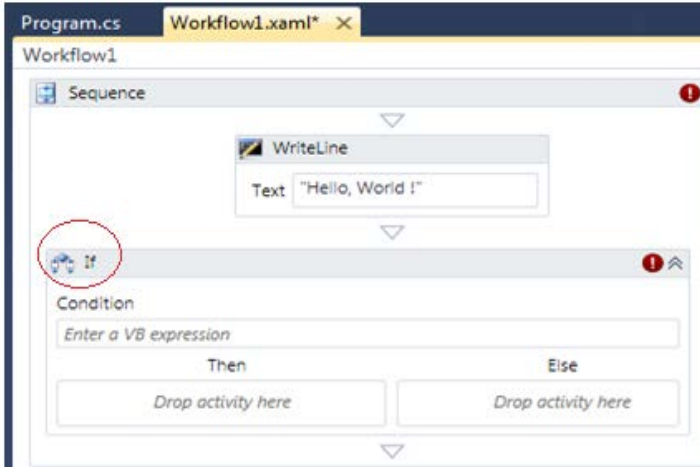 Program.cs Workflow1.xaml*
Workflow1
Sequence
WriteLine
Text "Hello, World !"
If
Condition
Enter a VB expression
Then Else
Drop activity here Drop activity here